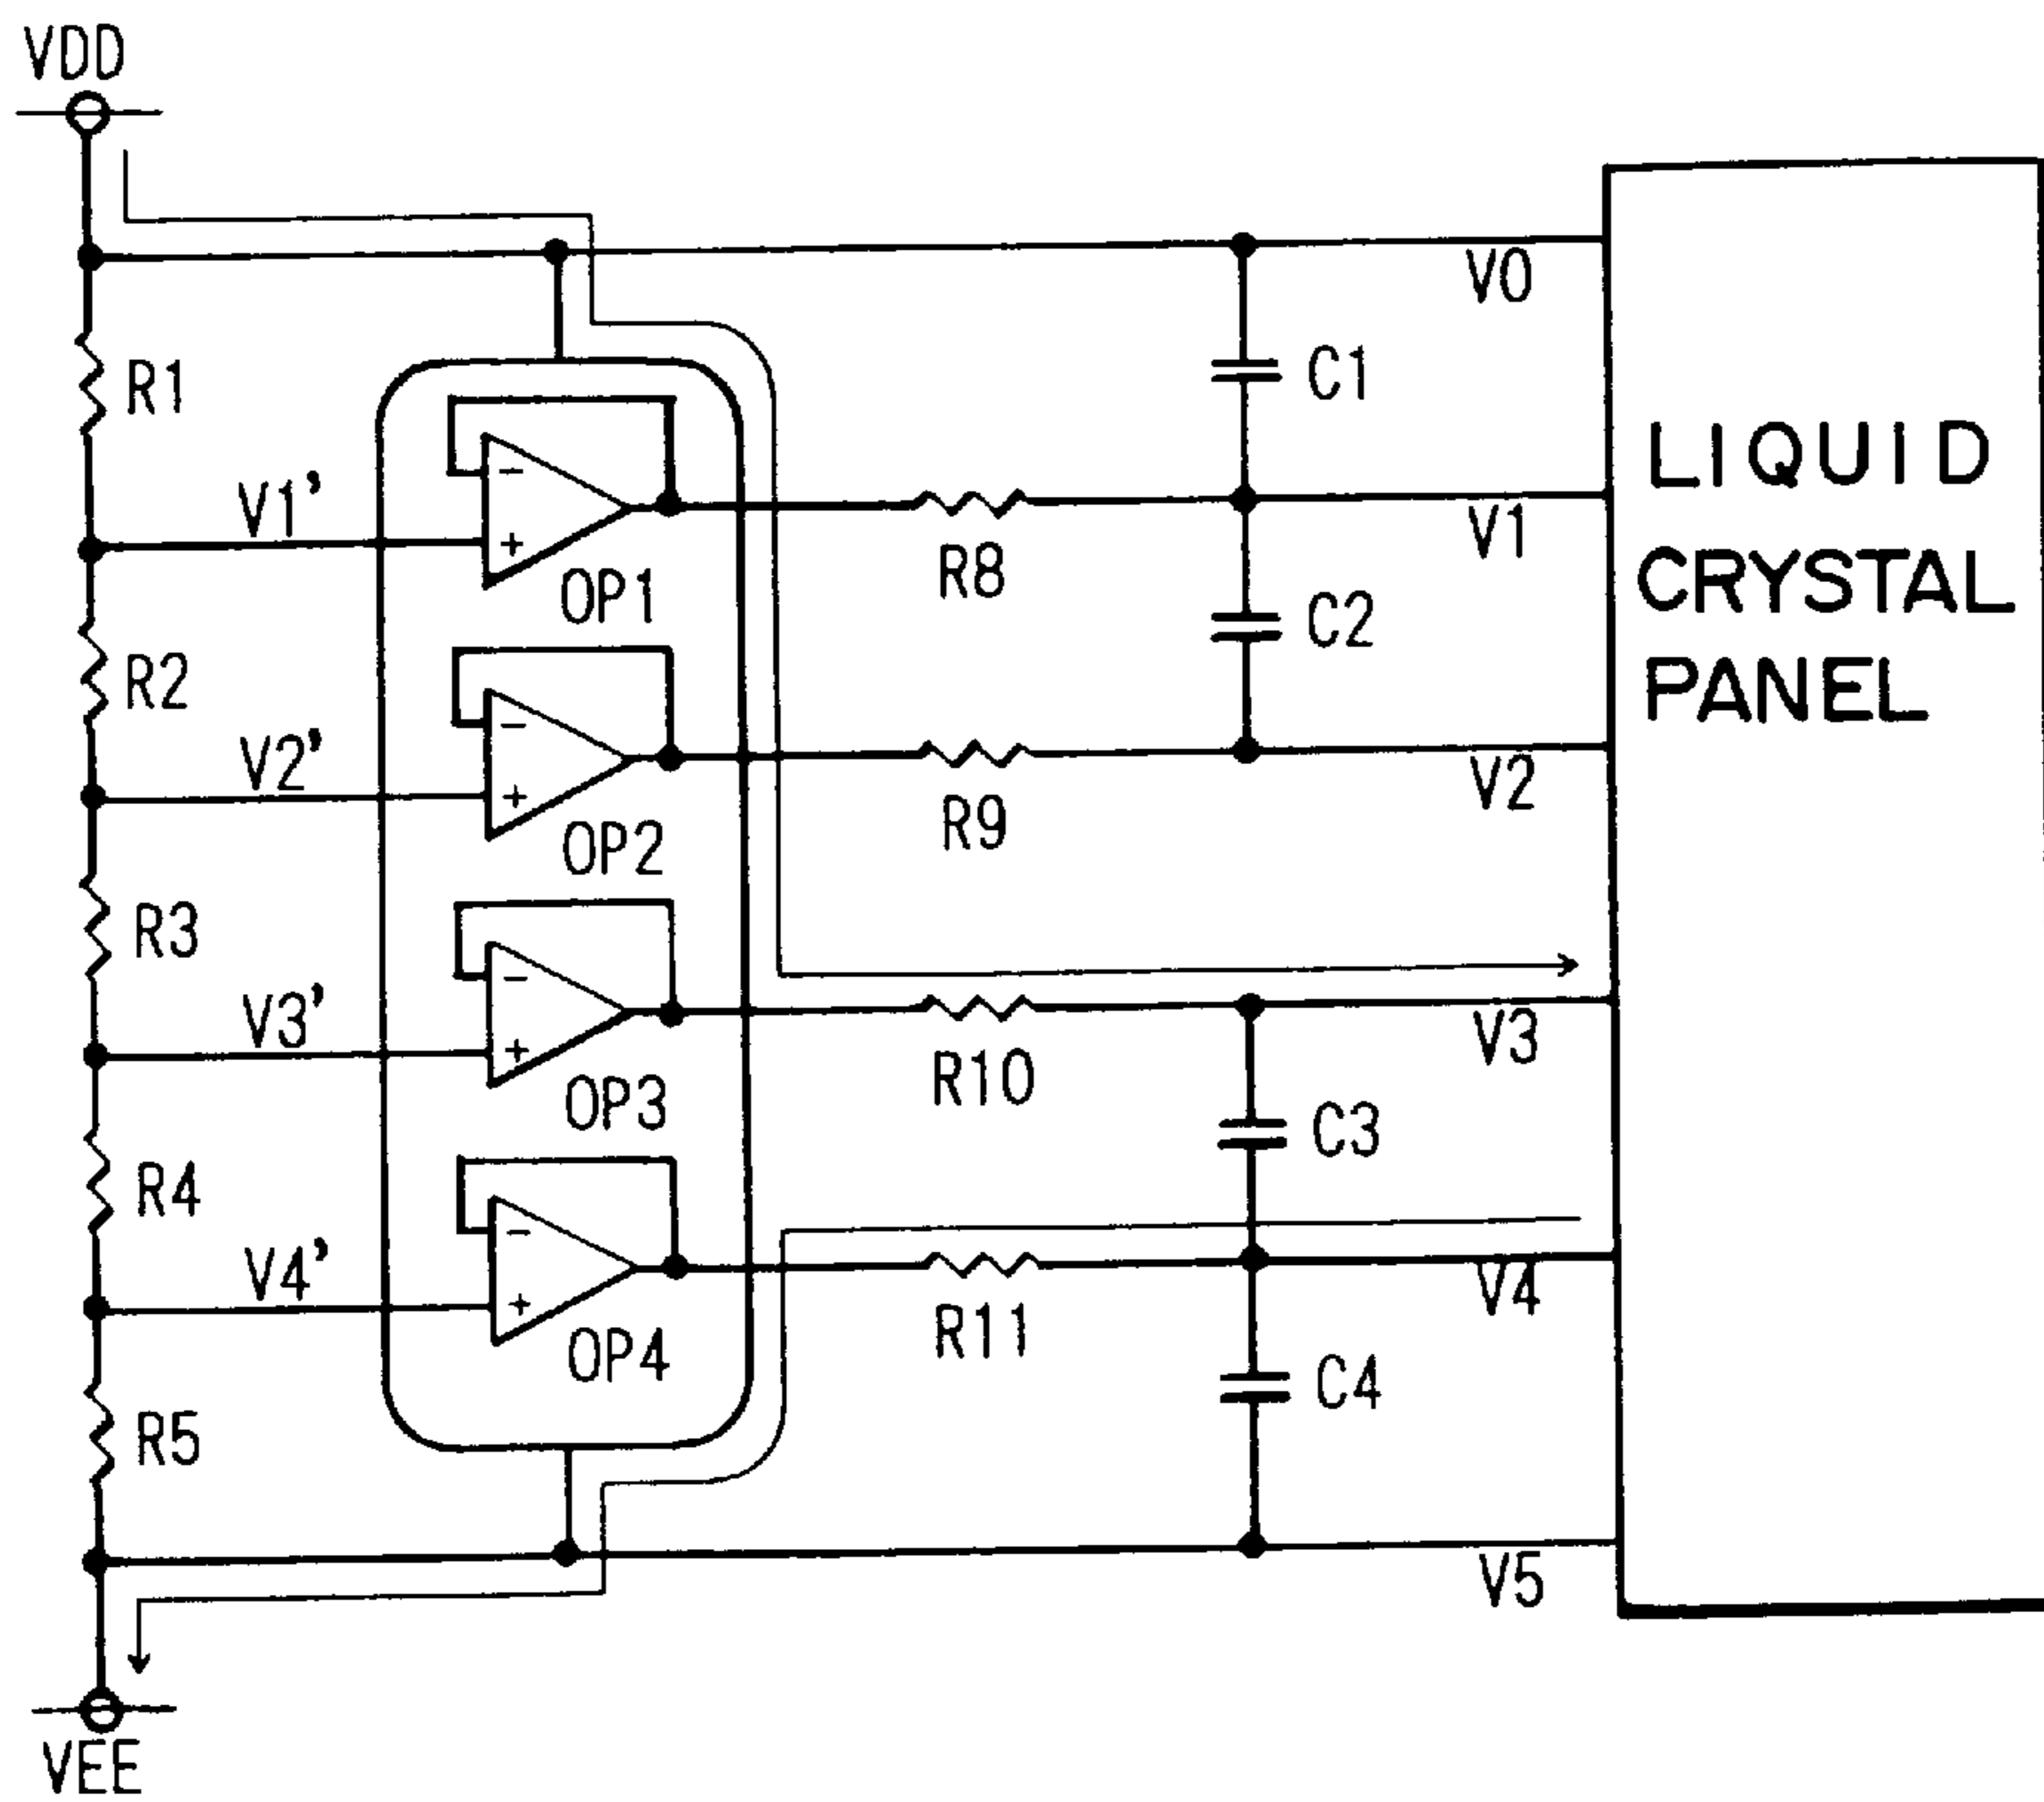 VDD
V0
R1
C1
LIQUID
CRYSTAL
PANEL
V1’
-
+
OP1
R8
V1
R2
C2
V2’
-
+
OP2
R9
V2
R3
V3’
-
+
OP3
R10
V3
C3
R4
V4’
-
+
OP4
R11
V4
R5
C4
V5
VEE